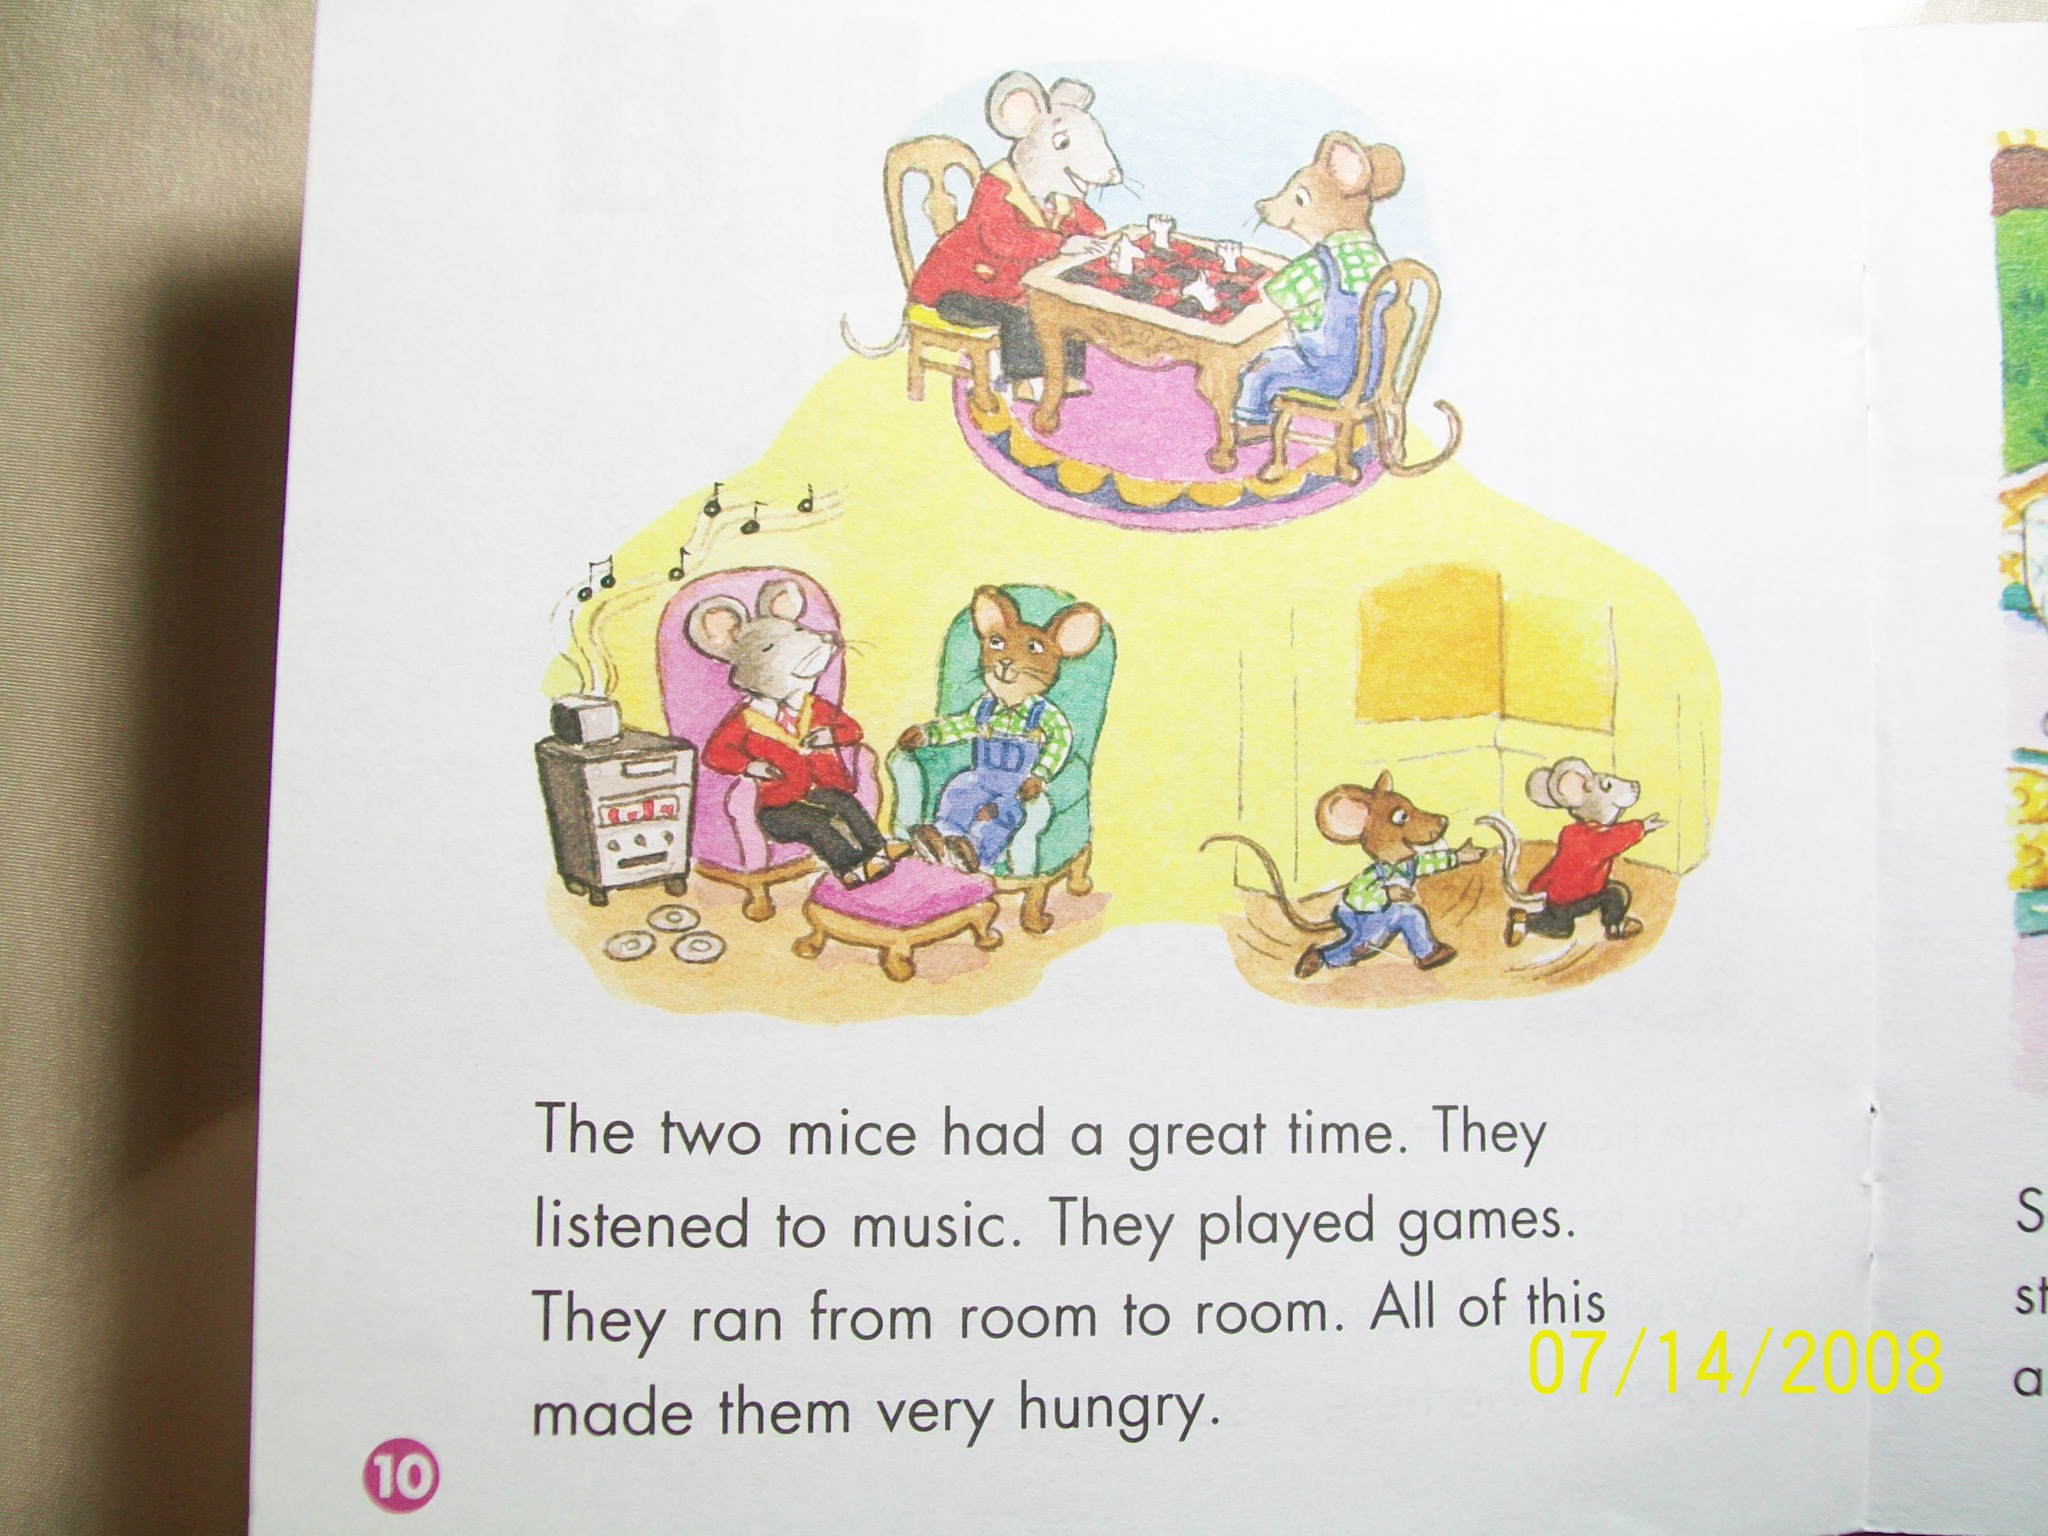 The two mice had a great time. They
listened to music. They played games.
They ran from room to room. All of this
made them very hungry.
07/14/2008
10